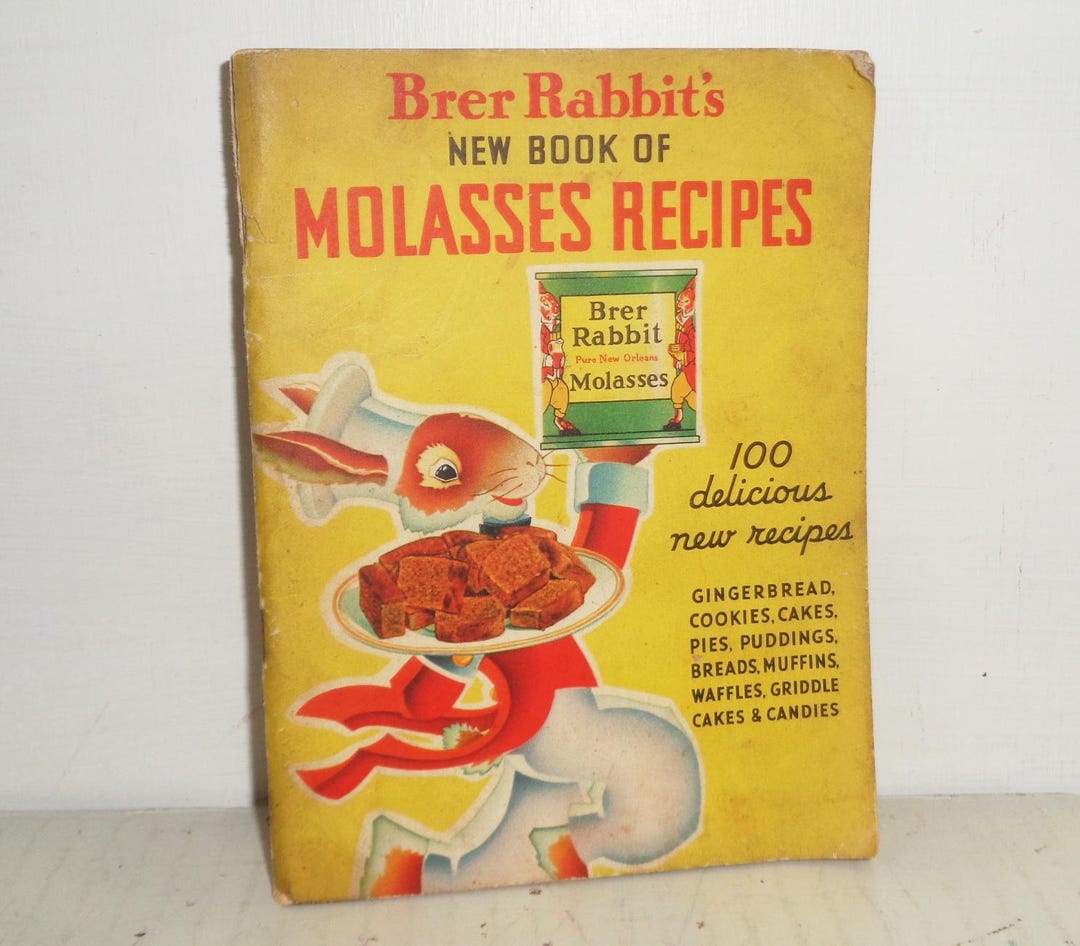 Brer Rabbit's
NEW BOOK OF
MOLASSES RECIPES
Brer
Rabbit
Pure New Orleans
Molasses
100
delicious
new recipes
GINGERBREAD,
COOKIES, CAKES,
PIES, PUDDINGS,
BREADS, MUFFINS,
WAFFLES, GRIDDLE
CAKES & CANDIES